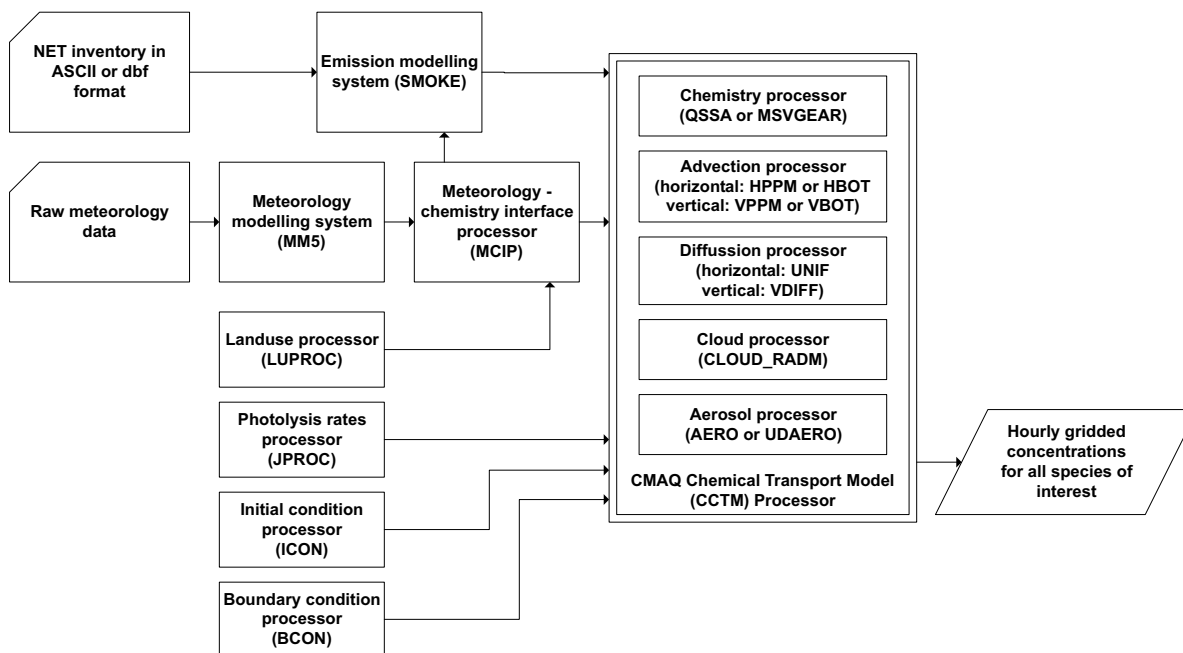 NET inventory in
ASCII or dbf
format
Emission modelling
system (SMOKE)
Raw meteorology
data
Meteorology
modelling system
(MM5)
Meteorology -
chemistry interface
processor
(MCIP)
Landuse processor
(LUPROC)
Photolysis rates
processor
(JPROC)
Initial condition
processor
(ICON)
Boundary condition
processor
(BCON)
Chemistry processor
(QSSA or MSVGEAR)
Advection processor
(horizontal: HPPM or HBOT
vertical: VPPM or VBOT)
Diffussion processor
(horizontal: UNIF
vertical: VDIFF)
Cloud processor
(CLOUD_RADM)
Aerosol processor
(AERO or UDAERO)
CMAQ Chemical Transport Model
(CCTM) Processor
Hourly gridded
concentrations
for all species of
interest